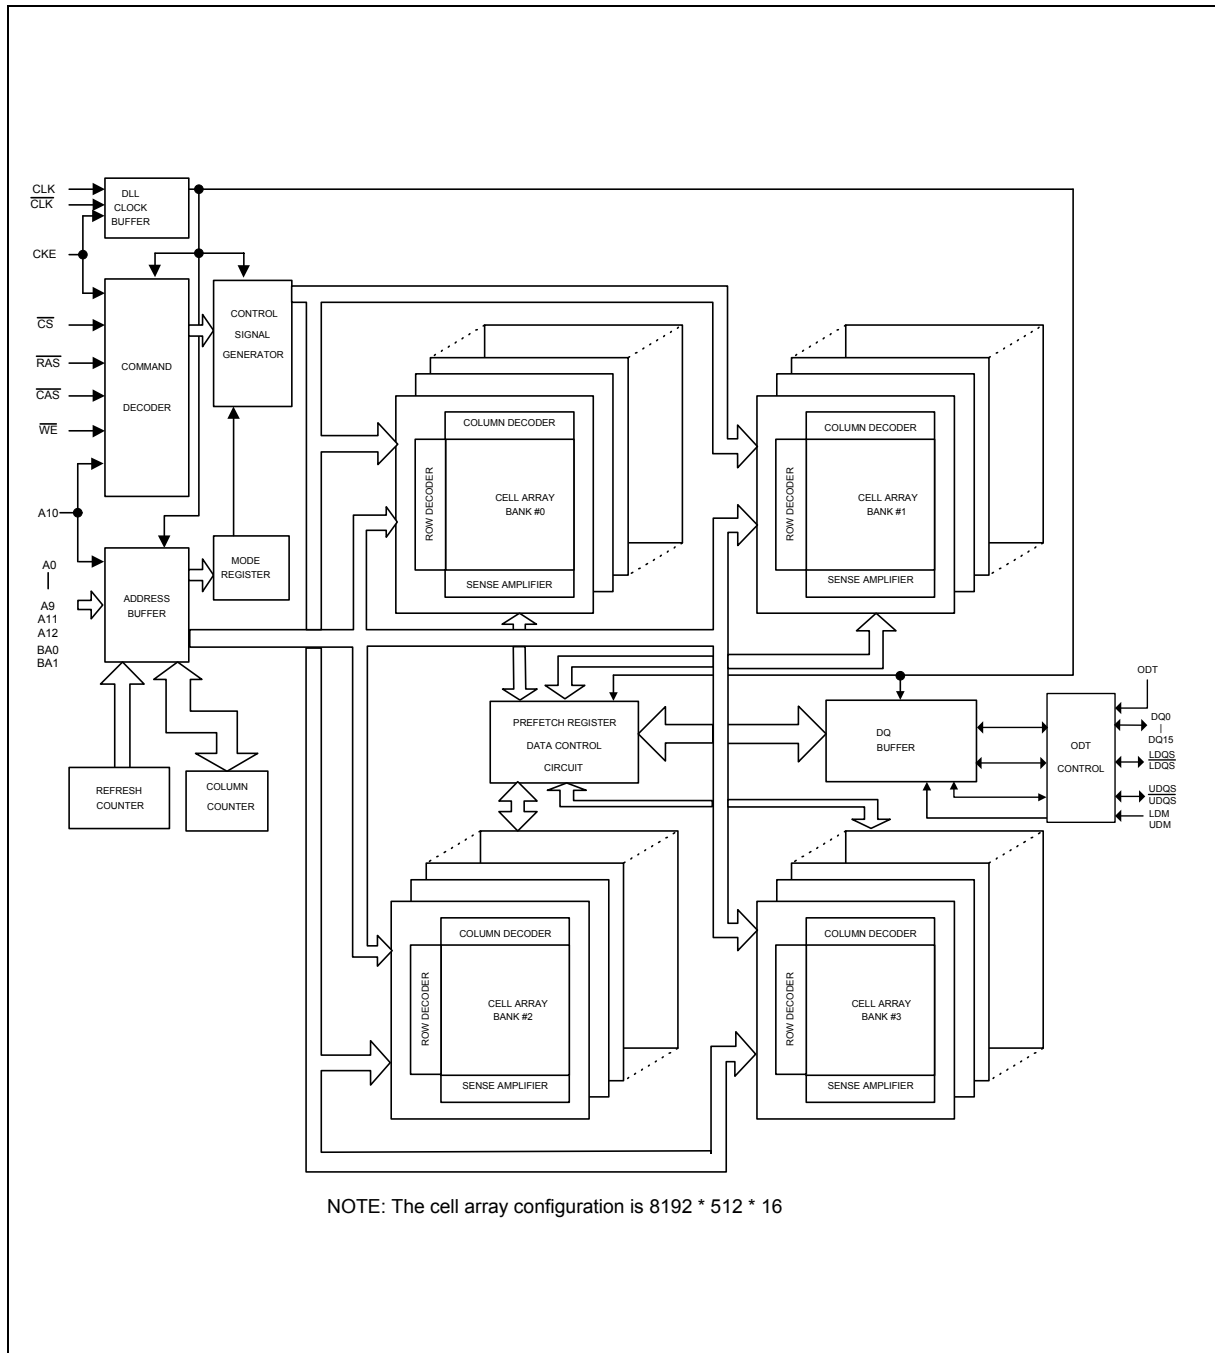 CLK
CLK
CKE
CS
RAS
CAS
WE
A10
A0
|
A9
A11
A12
BA0
BA1
DLL
CLOCK
BUFFER
COMMAND
DECODER
CONTROL
SIGNAL
GENERATOR
ADDRESS
BUFFER
MODE
REGISTER
REFRESH
COUNTER
COLUMN
COUNTER
COLUMN DECODER
ROW DECODER
CELL ARRAY
BANK #0
SENSE AMPLIFIER
COLUMN DECODER
ROW DECODER
CELL ARRAY
BANK #1
SENSE AMPLIFIER
PREFETCH REGISTER
DATA CONTROL
CIRCUIT
DQ
BUFFER
ODT
CONTROL
ODT
DQ0
|
DQ15
LDQS
LDQS
UDQS
UDQS
LDM
UDM
COLUMN DECODER
ROW DECODER
CELL ARRAY
BANK #2
SENSE AMPLIFIER
COLUMN DECODER
ROW DECODER
CELL ARRAY
BANK #3
SENSE AMPLIFIER
NOTE: The cell array configuration is 8192 * 512 * 16